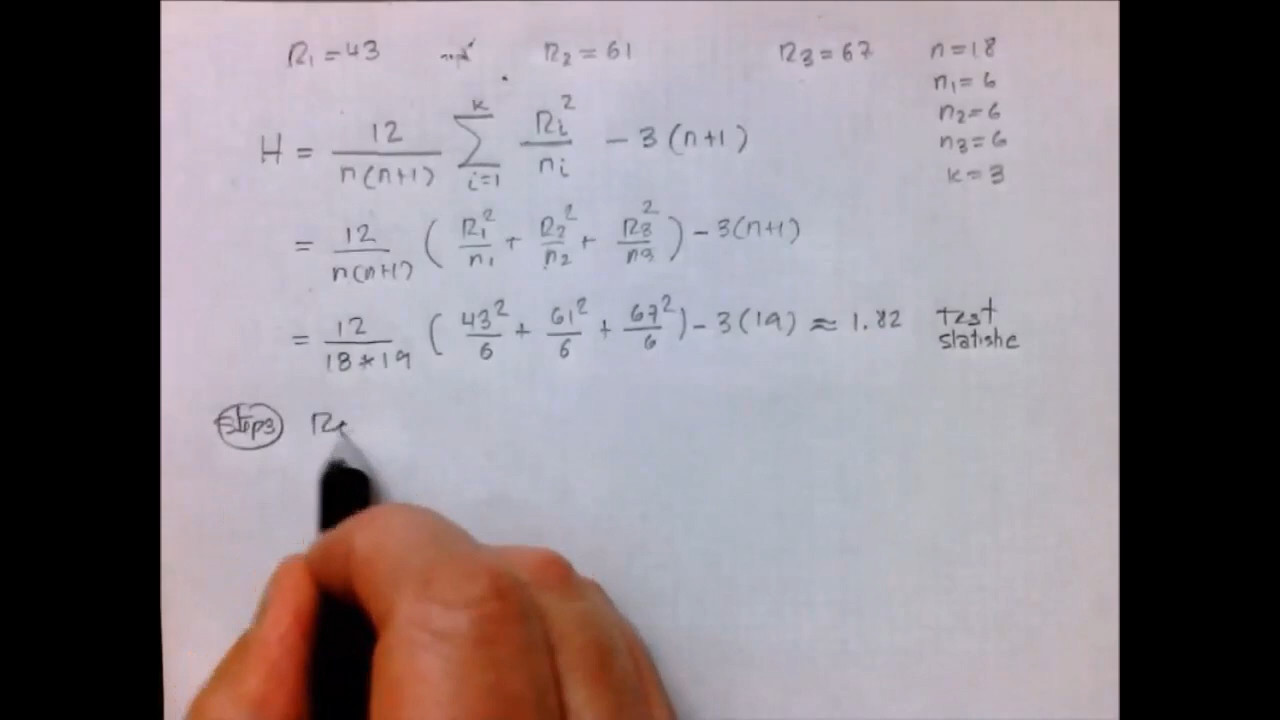 R₁ = 43 R₂ = 61 R₃ = 67 n = 18
n₁ = 6
n₂ = 6
n₃ = 6
k = 3
H = 12 / n(n+1) ∑ᵢ₌₁ᵏ Rᵢ² / nᵢ − 3(n+1)
= 12 / n(n+1) ( R₁² / n₁ + R₂² / n₂ + R₃² / n₃ ) − 3(n+1)
= 12 / 18*19 ( 43² / 6 + 61² / 6 + 67² / 6 ) − 3(19) ≈ 1.82 test
statistic
Step3 Re